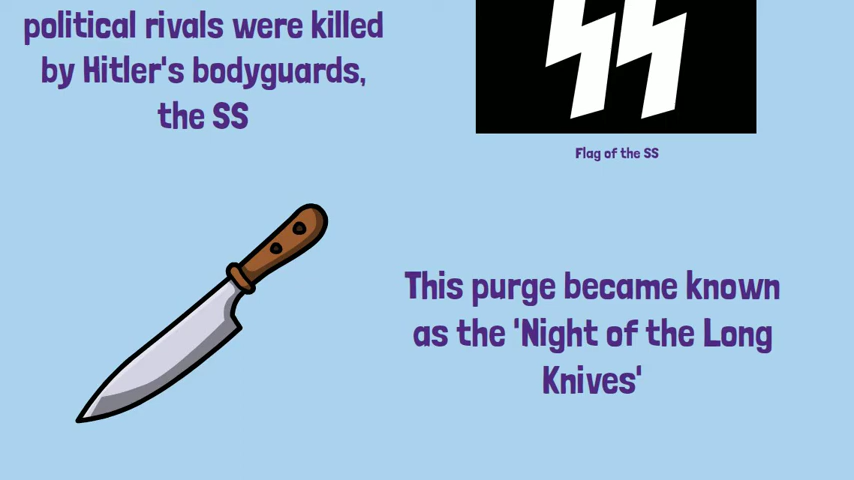 political rivals were killed
by Hitler's bodyguards,
the SS
Flag of the SS
This purge became known
as the 'Night of the Long
Knives'